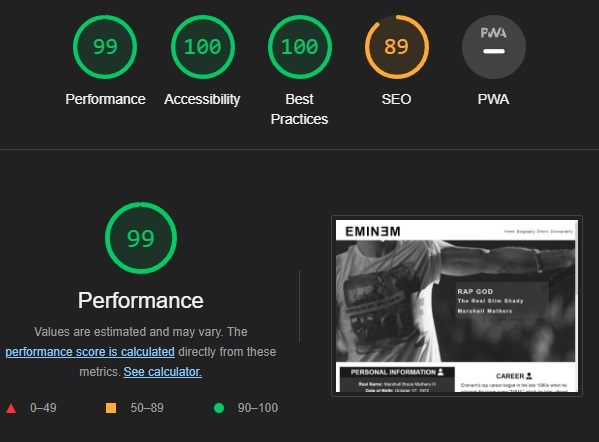 99
100
100
89
PWA
Performance
Accessibility
Best
Practices
SEO
PWA
99
Performance
Values are estimated and may vary. The
performance score is calculated directly from these
metrics. See calculator.
0–49
50–89
90–100
EMINƎM
Home Biography Shorts Discography
RAP GOD
The Real Slim Shady
Marshall Mathers
PERSONAL INFORMATION
Real Name: Marshall Bruce Mathers III
Date of Birth: October 17, 1972
CAREER
Eminem's rap career began in the late 1980s when he